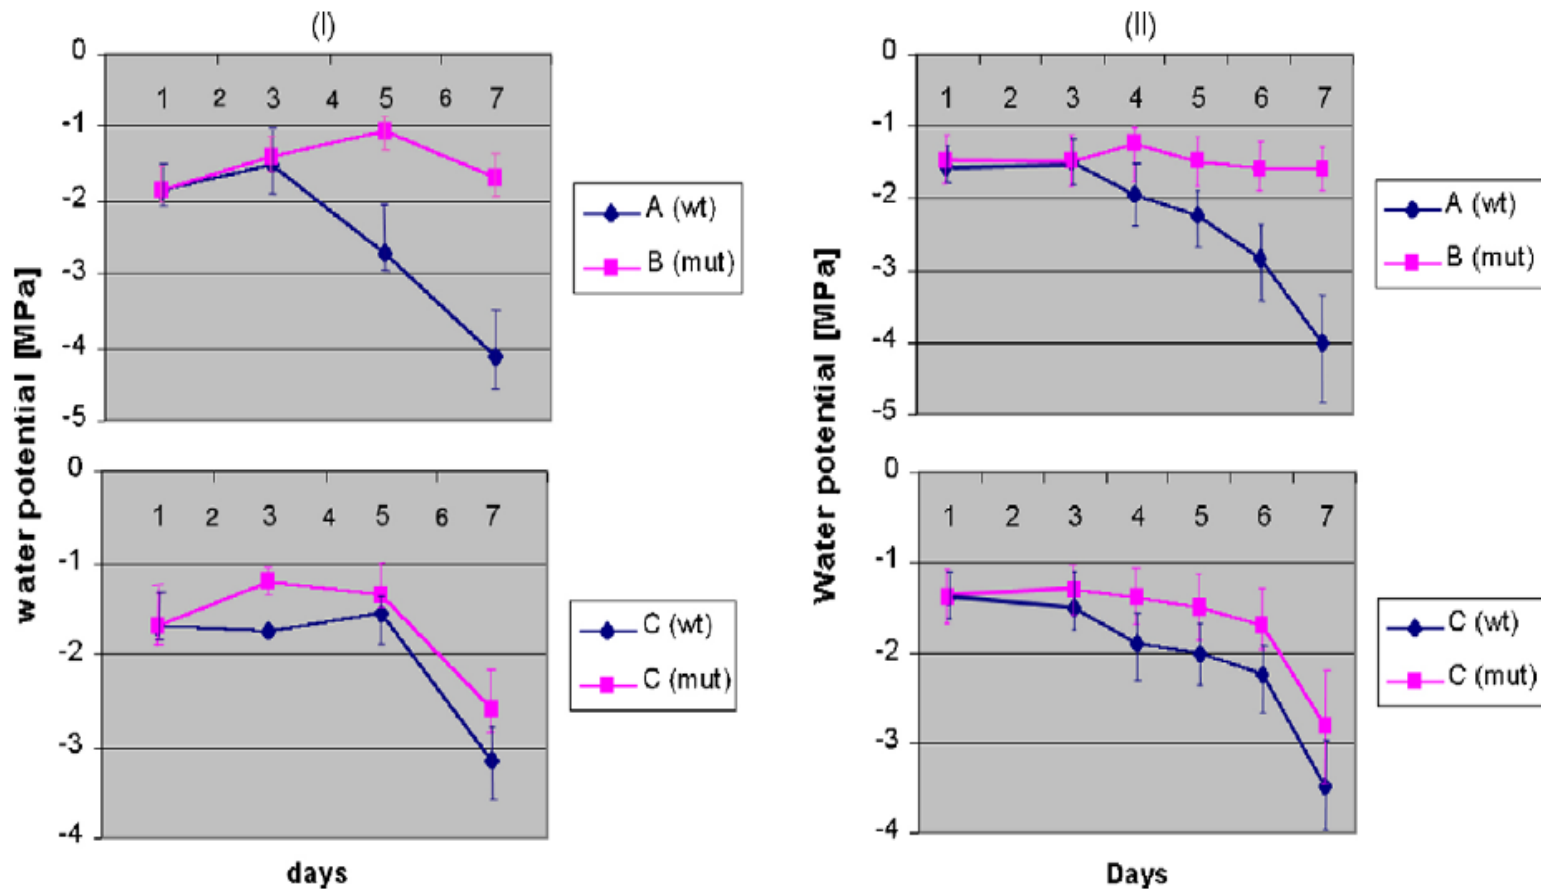 (I)
0
1 2 3 4 5 6 7
-1
-2
-3
-4
-5
water potential [MPa]
A (wt)
B (mut)
0
1 2 3 4 5 6 7
-1
-2
-3
-4
C (wt)
C (mut)
days
(II)
0
1 2 3 4 5 6 7
-1
-2
-3
-4
-5
Water potential [MPa]
A (wt)
B (mut)
0
1 2 3 4 5 6 7
-1
-2
-3
-4
C (wt)
C (mut)
Days